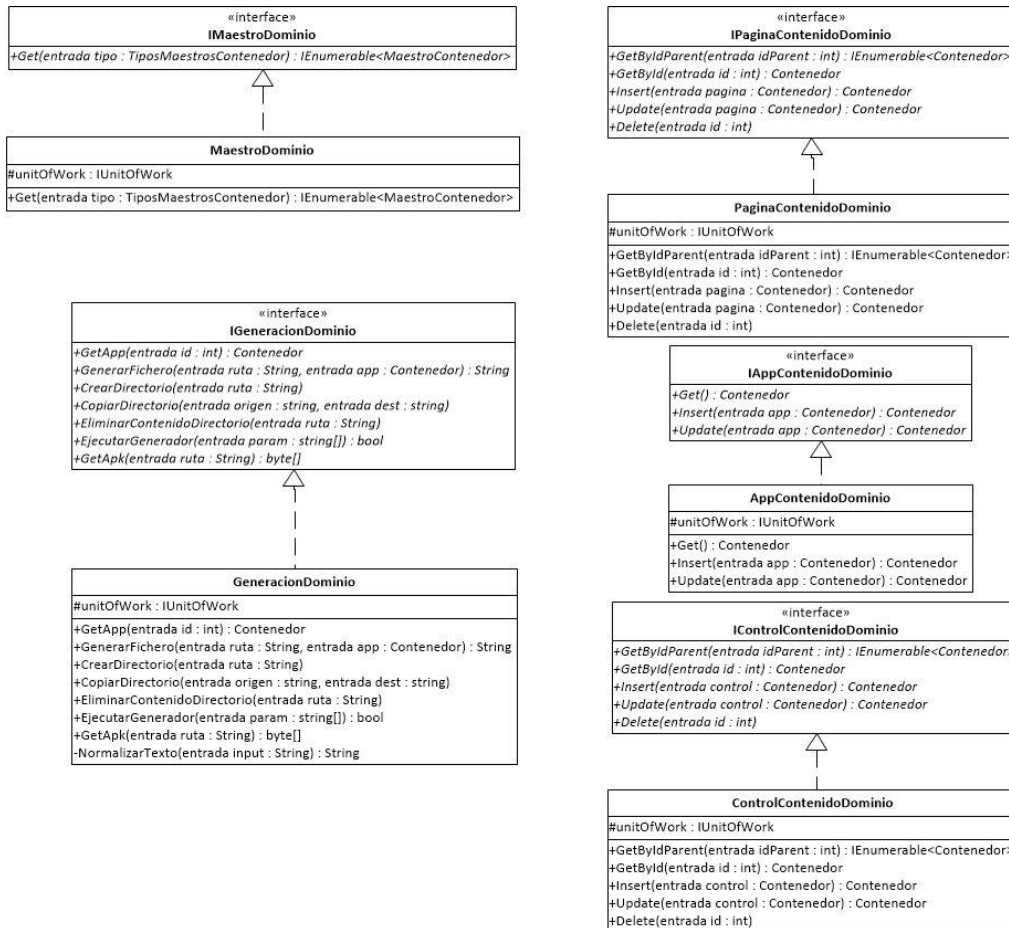 «interface»
IMaestroDominio
+Get(entrada tipo : TiposMaestrosContenedor) : IEnumerable<MaestroContenedor>
MaestroDominio
#unitOfWork : IUnitOfWork
+Get(entrada tipo : TiposMaestrosContenedor) : IEnumerable<MaestroContenedor>
«interface»
IGeneracionDominio
+GetApp(entrada id : int) : Contenedor
+GenerarFichero(entrada ruta : String, entrada app : Contenedor) : String
+CrearDirectorio(entrada ruta : String)
+CopiarDirectorio(entrada origen : string, entrada dest : string)
+EliminarContenidoDirectorio(entrada ruta : String)
+EjecutarGenerador(entrada param : string[]) : bool
+GetApk(entrada ruta : String) : byte[]
GeneracionDominio
#unitOfWork : IUnitOfWork
+GetApp(entrada id : int) : Contenedor
+GenerarFichero(entrada ruta : String, entrada app : Contenedor) : String
+CrearDirectorio(entrada ruta : String)
+CopiarDirectorio(entrada origen : string, entrada dest : string)
+EliminarContenidoDirectorio(entrada ruta : String)
+EjecutarGenerador(entrada param : string[]) : bool
+GetApk(entrada ruta : String) : byte[]
-NormalizarTexto(entrada input : String) : String
«interface»
IPaginaContenidoDominio
+GetByIdParent(entrada idParent : int) : IEnumerable<Contenedor>
+GetById(entrada id : int) : Contenedor
+Insert(entrada pagina : Contenedor) : Contenedor
+Update(entrada pagina : Contenedor) : Contenedor
+Delete(entrada id : int)
PaginaContenidoDominio
#unitOfWork : IUnitOfWork
+GetByIdParent(entrada idParent : int) : IEnumerable<Contenedor>
+GetById(entrada id : int) : Contenedor
+Insert(entrada pagina : Contenedor) : Contenedor
+Update(entrada pagina : Contenedor) : Contenedor
+Delete(entrada id : int)
«interface»
IAppContenidoDominio
+Get() : Contenedor
+Insert(entrada app : Contenedor) : Contenedor
+Update(entrada app : Contenedor) : Contenedor
AppContenidoDominio
#unitOfWork : IUnitOfWork
+Get() : Contenedor
+Insert(entrada app : Contenedor) : Contenedor
+Update(entrada app : Contenedor) : Contenedor
«interface»
IControlContenidoDominio
+GetByIdParent(entrada idParent : int) : IEnumerable<Contenedor>
+GetById(entrada id : int) : Contenedor
+Insert(entrada control : Contenedor) : Contenedor
+Update(entrada control : Contenedor) : Contenedor
+Delete(entrada id : int)
ControlContenidoDominio
#unitOfWork : IUnitOfWork
+GetByIdParent(entrada idParent : int) : IEnumerable<Contenedor>
+GetById(entrada id : int) : Contenedor
+Insert(entrada control : Contenedor) : Contenedor
+Update(entrada control : Contenedor) : Contenedor
+Delete(entrada id : int)